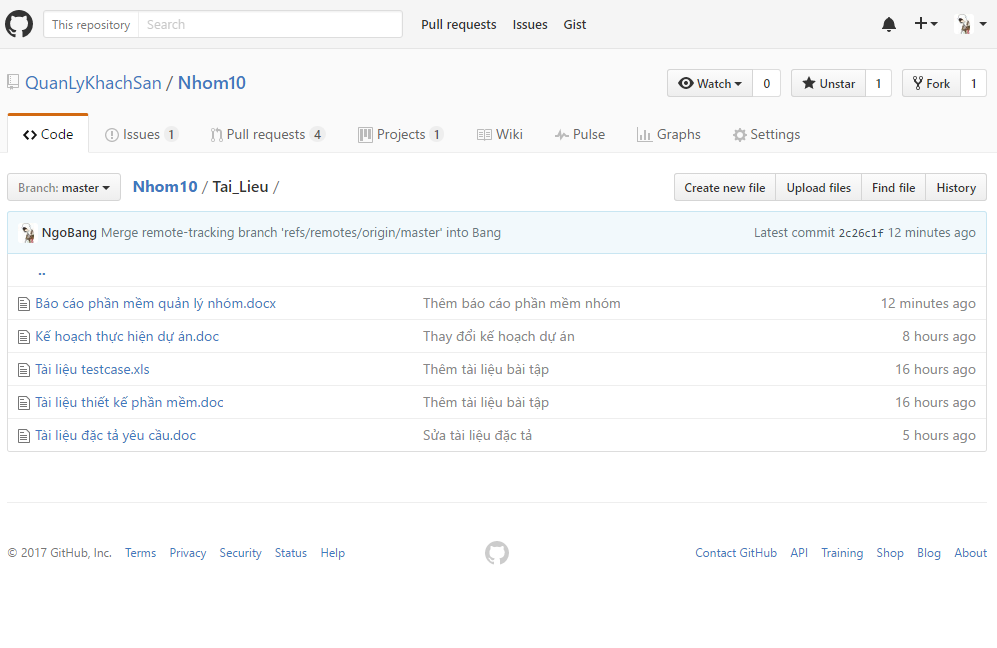 This repository Search Pull requests Issues Gist
QuanLyKhachSan / Nhom10 Watch 0 Unstar 1 Fork 1
Code Issues 1 Pull requests 4 Projects 1 Wiki Pulse Graphs Settings
Branch: master Nhom10 / Tai_Lieu / Create new file Upload files Find file History
NgoBang Merge remote-tracking branch 'refs/remotes/origin/master' into Bang Latest commit 2c26c1f 12 minutes ago
..
Báo cáo phần mềm quản lý nhóm.docx Thêm báo cáo phần mềm nhóm 12 minutes ago
Kế hoạch thực hiện dự án.doc Thay đổi kế hoạch dự án 8 hours ago
Tài liệu testcase.xls Thêm tài liệu bài tập 16 hours ago
Tài liệu thiết kế phần mềm.doc Thêm tài liệu bài tập 16 hours ago
Tài liệu đặc tả yêu cầu.doc Sửa tài liệu đặc tả 5 hours ago
© 2017 GitHub, Inc. Terms Privacy Security Status Help Contact GitHub API Training Shop Blog About